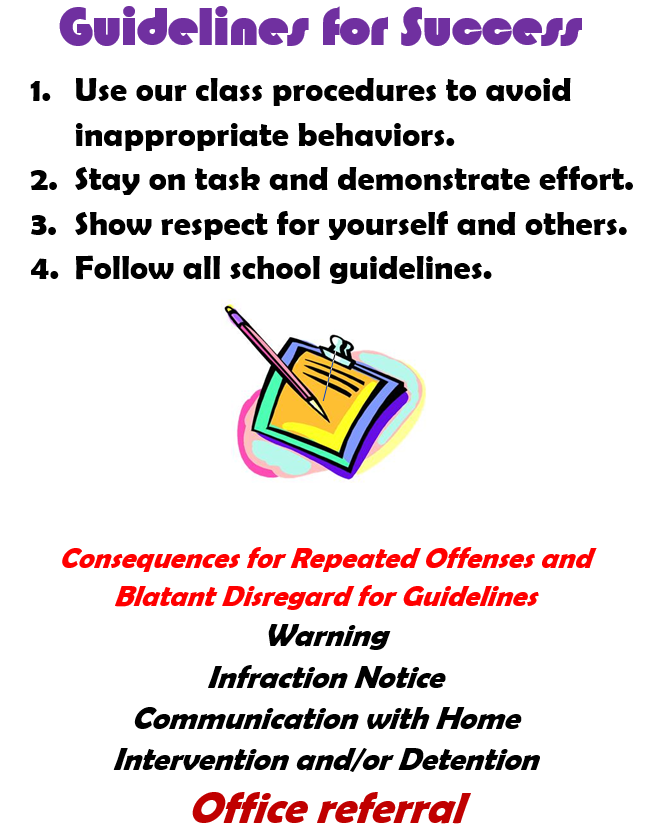 Guidelines for Success
1. Use our class procedures to avoid
inappropriate behaviors.
2. Stay on task and demonstrate effort.
3. Show respect for yourself and others.
4. Follow all school guidelines.
Consequences for Repeated Offenses and
Blatant Disregard for Guidelines
Warning
Infraction Notice
Communication with Home
Intervention and/or Detention
Office referral